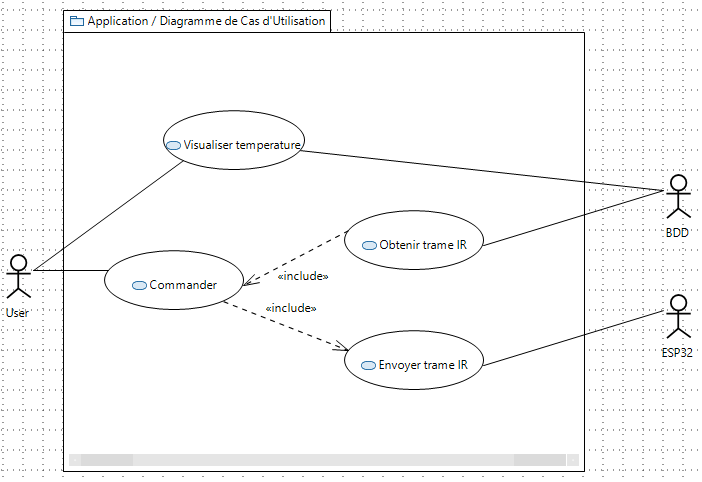 Application / Diagramme de Cas d'Utilisation
Visualiser temperature
BDD
Obtenir trame IR
«include»
Commander
User
«include»
ESP32
Envoyer trame IR